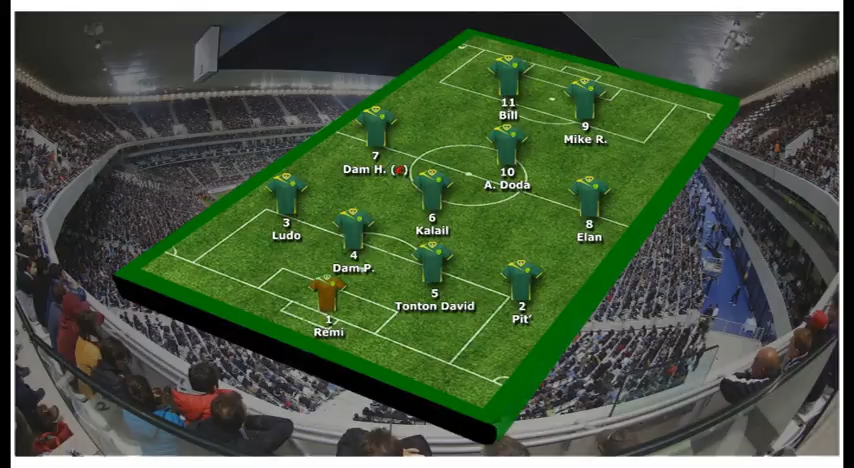 11
Bill
9
Mike R.
7
Dam H. (c)
10
A. Doda
3
Ludo
6
Kalail
8
Elan
4
Dam P.
5
Tonton David
2
Pit'
1
Rémi